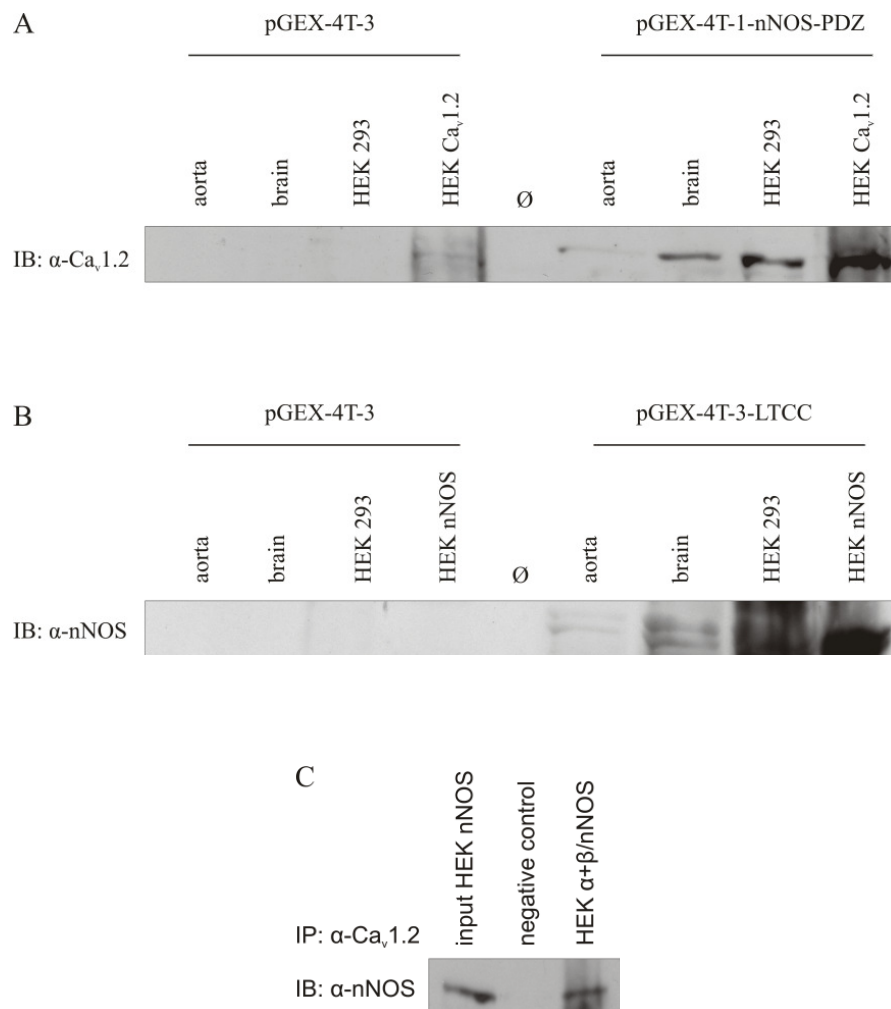 A
pGEX-4T-3
pGEX-4T-1-nNOS-PDZ
aorta
brain
HEK 293
HEK Caᵥ1.2
Ø
aorta
brain
HEK 293
HEK Caᵥ1.2
IB: α-Caᵥ1.2
B
pGEX-4T-3
pGEX-4T-3-LTCC
aorta
brain
HEK 293
HEK nNOS
Ø
aorta
brain
HEK 293
HEK nNOS
IB: α-nNOS
C
input HEK nNOS
negative control
HEK α+β/nNOS
IP: α-Caᵥ1.2
IB: α-nNOS